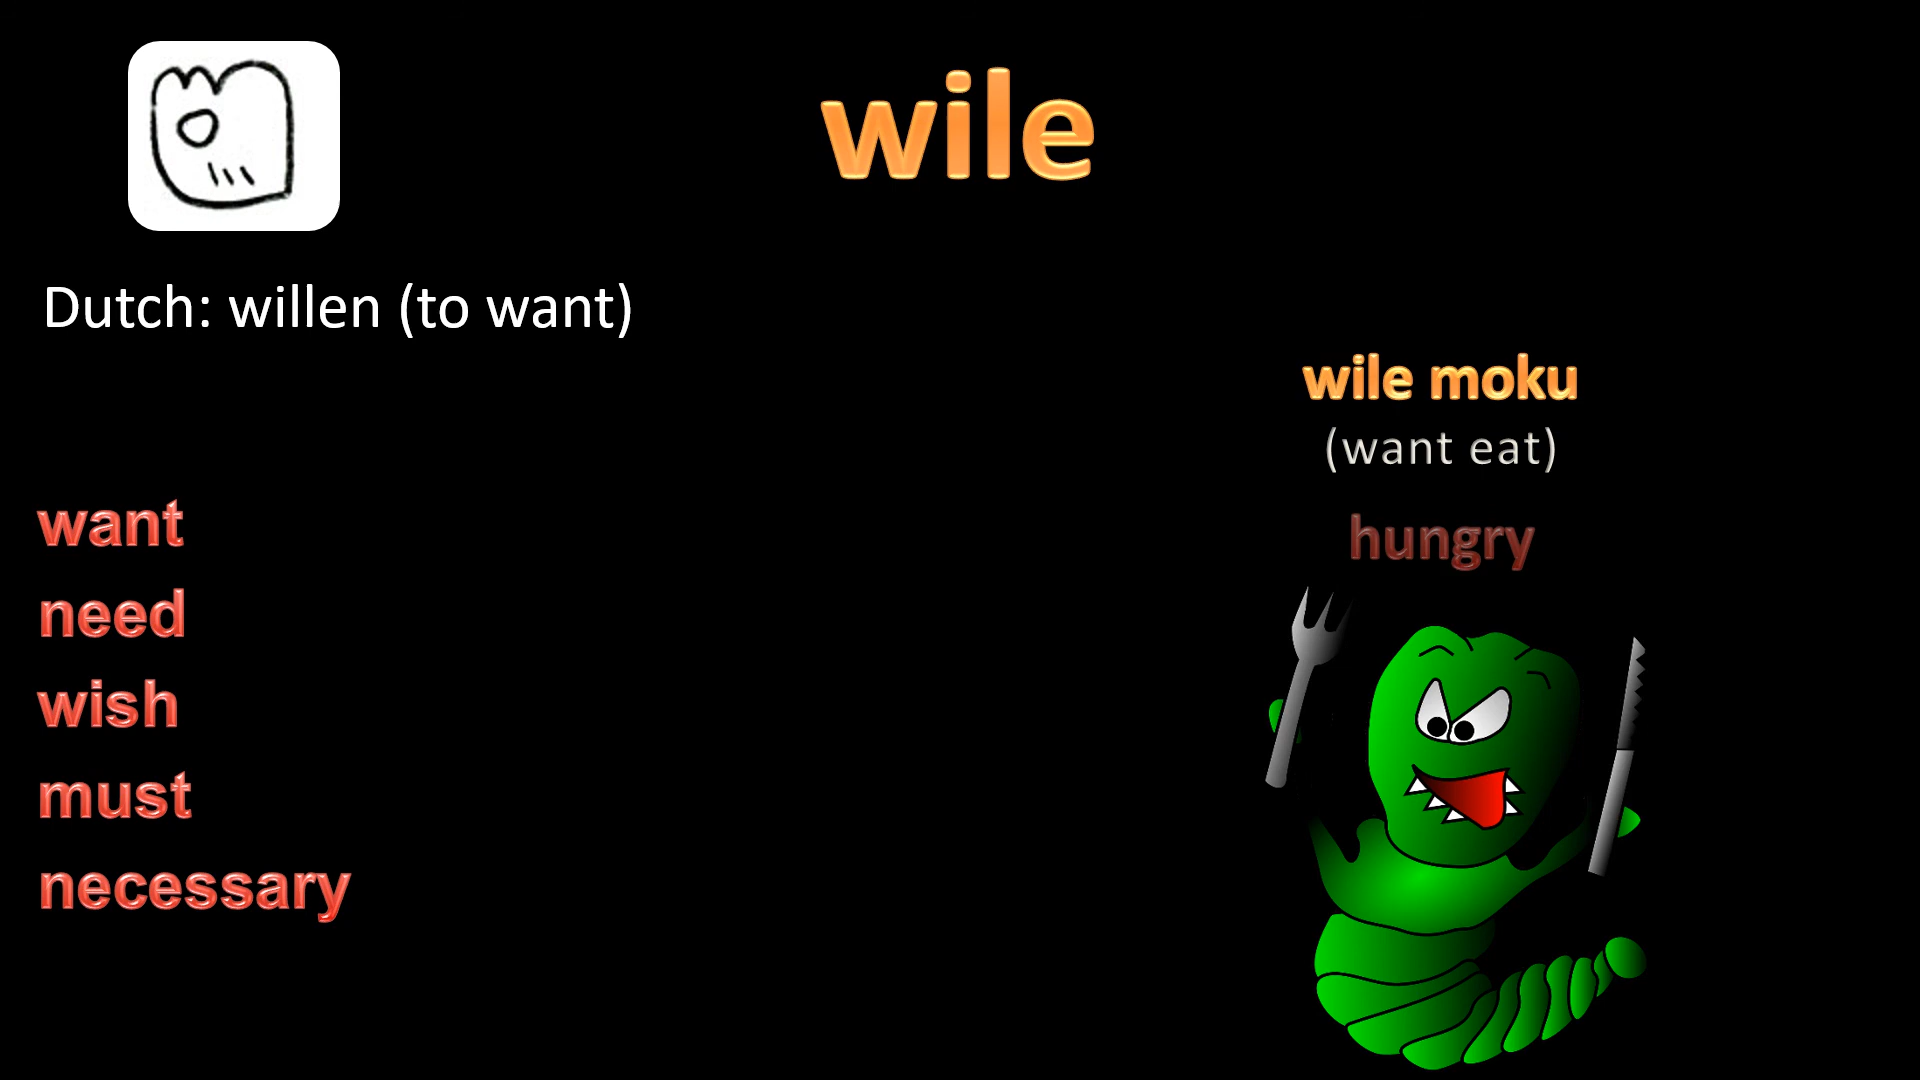 wile
Dutch: willen (to want)
wile moku
(want eat)
hungry
want
need
wish
must
necessary